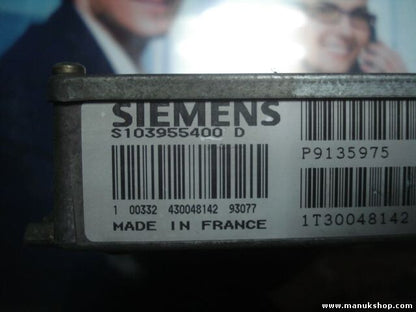 SIEMENS
S103955400 D
1 00332 430048142 93077
MADE IN FRANCE
P9135975
1T30048142
www.manukshop.com